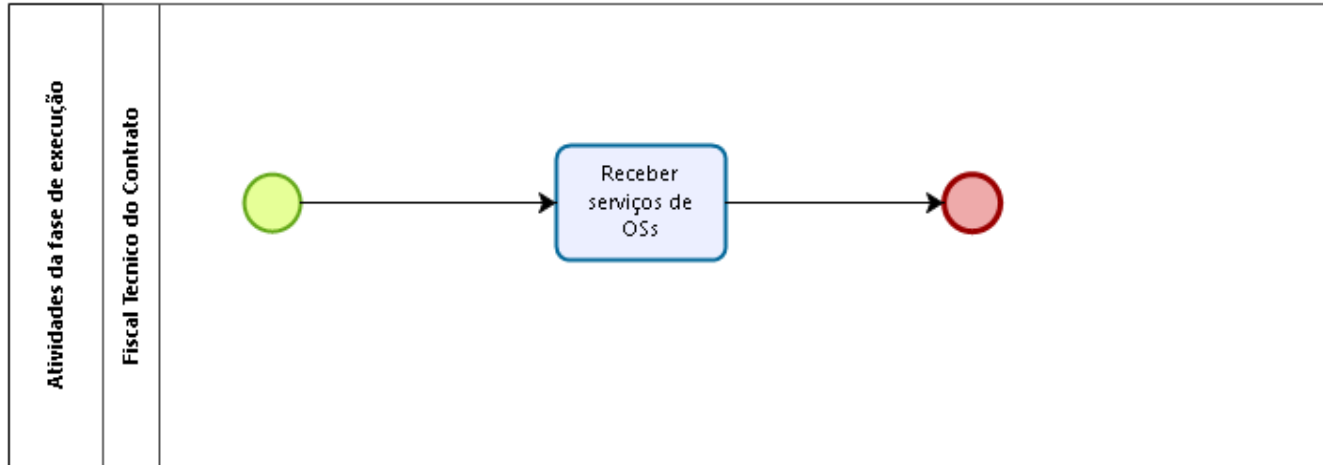 Atividades da fase de execução
Fiscal Tecnico do Contrato
Receber
serviços de
OSs